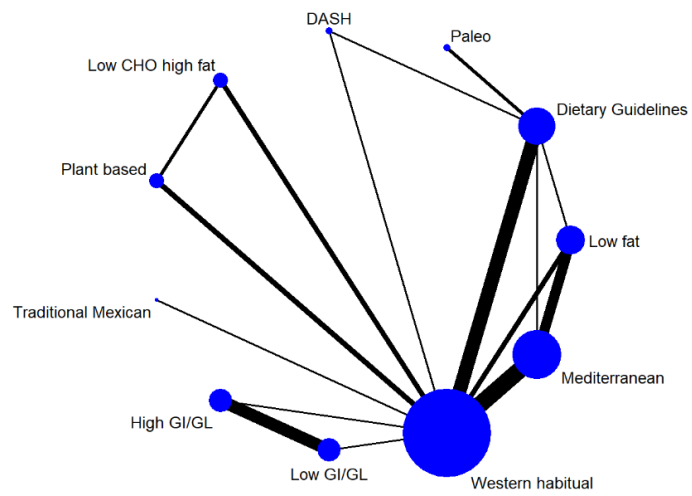 DASH
Paleo
Low CHO high fat
Dietary Guidelines
Plant based
Low fat
Traditional Mexican
Mediterranean
High GI/GL
Low GI/GL
Western habitual